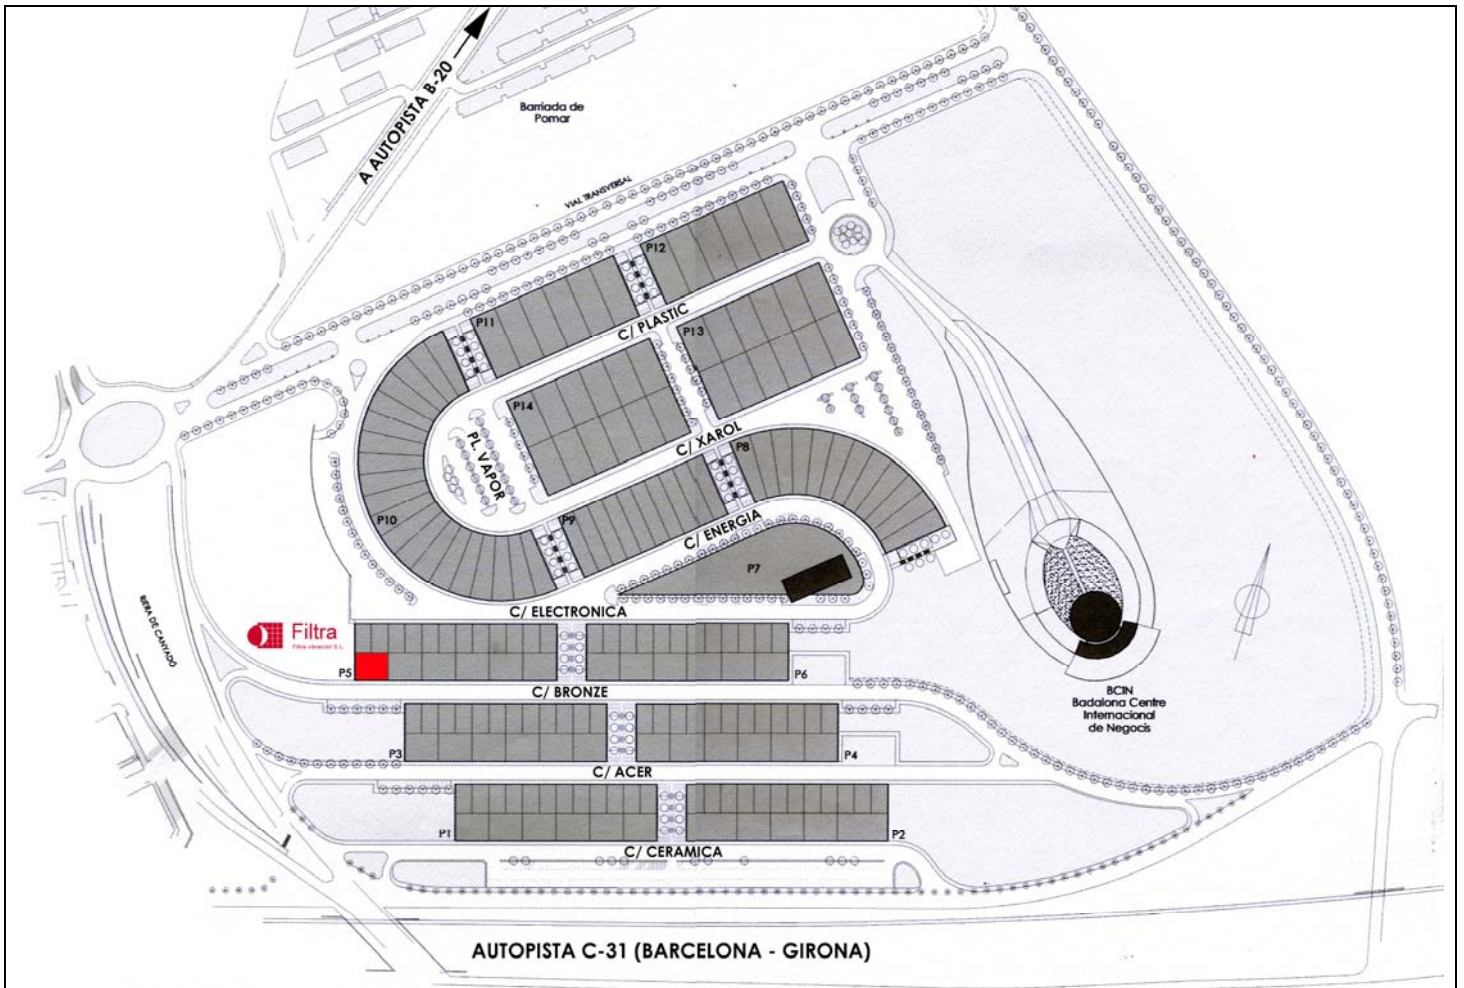 A AUTOPISTA B-20
Barriada de
Pomar
VIAL TRANSVERSAL
P12
P11
C/ PLASTIC
P13
P14
C/ XAROL
PL. VAPOR
P8
P10
P9
C/ ENERGIA
P7
C/ ELECTRONICA
RIERA DE CANYADÓ
Filtra
Filtra vibración S.L.
P5
P6
C/ BRONZE
BCIN
Badalona Centre
Internacional
de Negocis
P3
P4
C/ ACER
P1
P2
C/ CERAMICA
AUTOPISTA C-31 (BARCELONA - GIRONA)